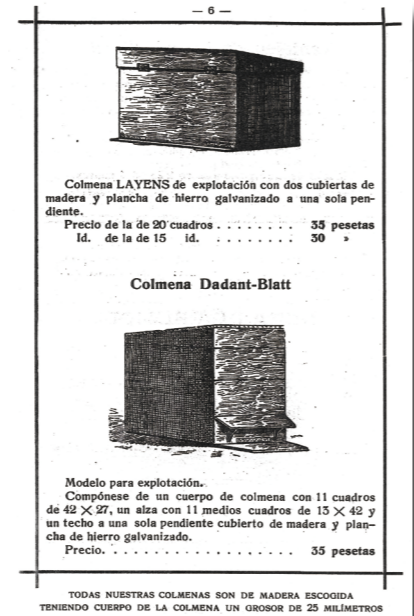 — 6 —
Colmena LAYENS de explotación con dos cubiertas de
madera y plancha de hierro galvanizado a una sola pen-
diente.
Precio de la de 20 cuadros . . . . . . . . 35 pesetas
Id. de la de 15 id. . . . . . . . . 30 »
Colmena Dadant-Blatt
Modelo para explotación.
Compónese de un cuerpo de colmena con 11 cuadros
de 42 × 27, un alza con 11 medios cuadros de 13 × 42 y
un techo a una sola pendiente cubierto de madera y plan-
cha de hierro galvanizado.
Precio. . . . . . . . . . . . . . . . . 35 pesetas
TODAS NUESTRAS COLMENAS SON DE MADERA ESCOGIDA
TENIENDO CUERPO DE LA COLMENA UN GROSOR DE 25 MILÍMETROS